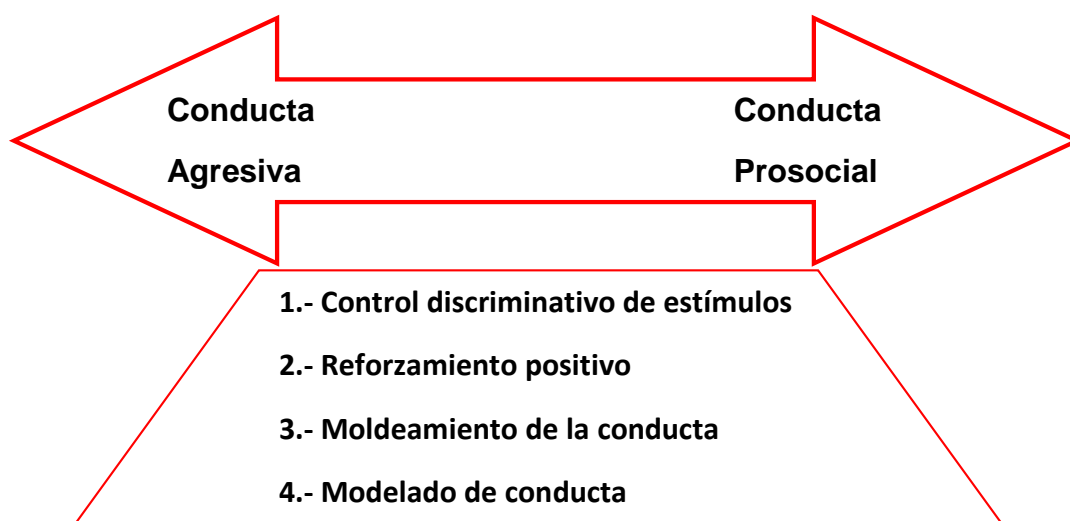 Conducta
Agresiva
Conducta
Prosocial
1.- Control discriminativo de estímulos
2.- Reforzamiento positivo
3.- Moldeamiento de la conducta
4.- Modelado de conducta